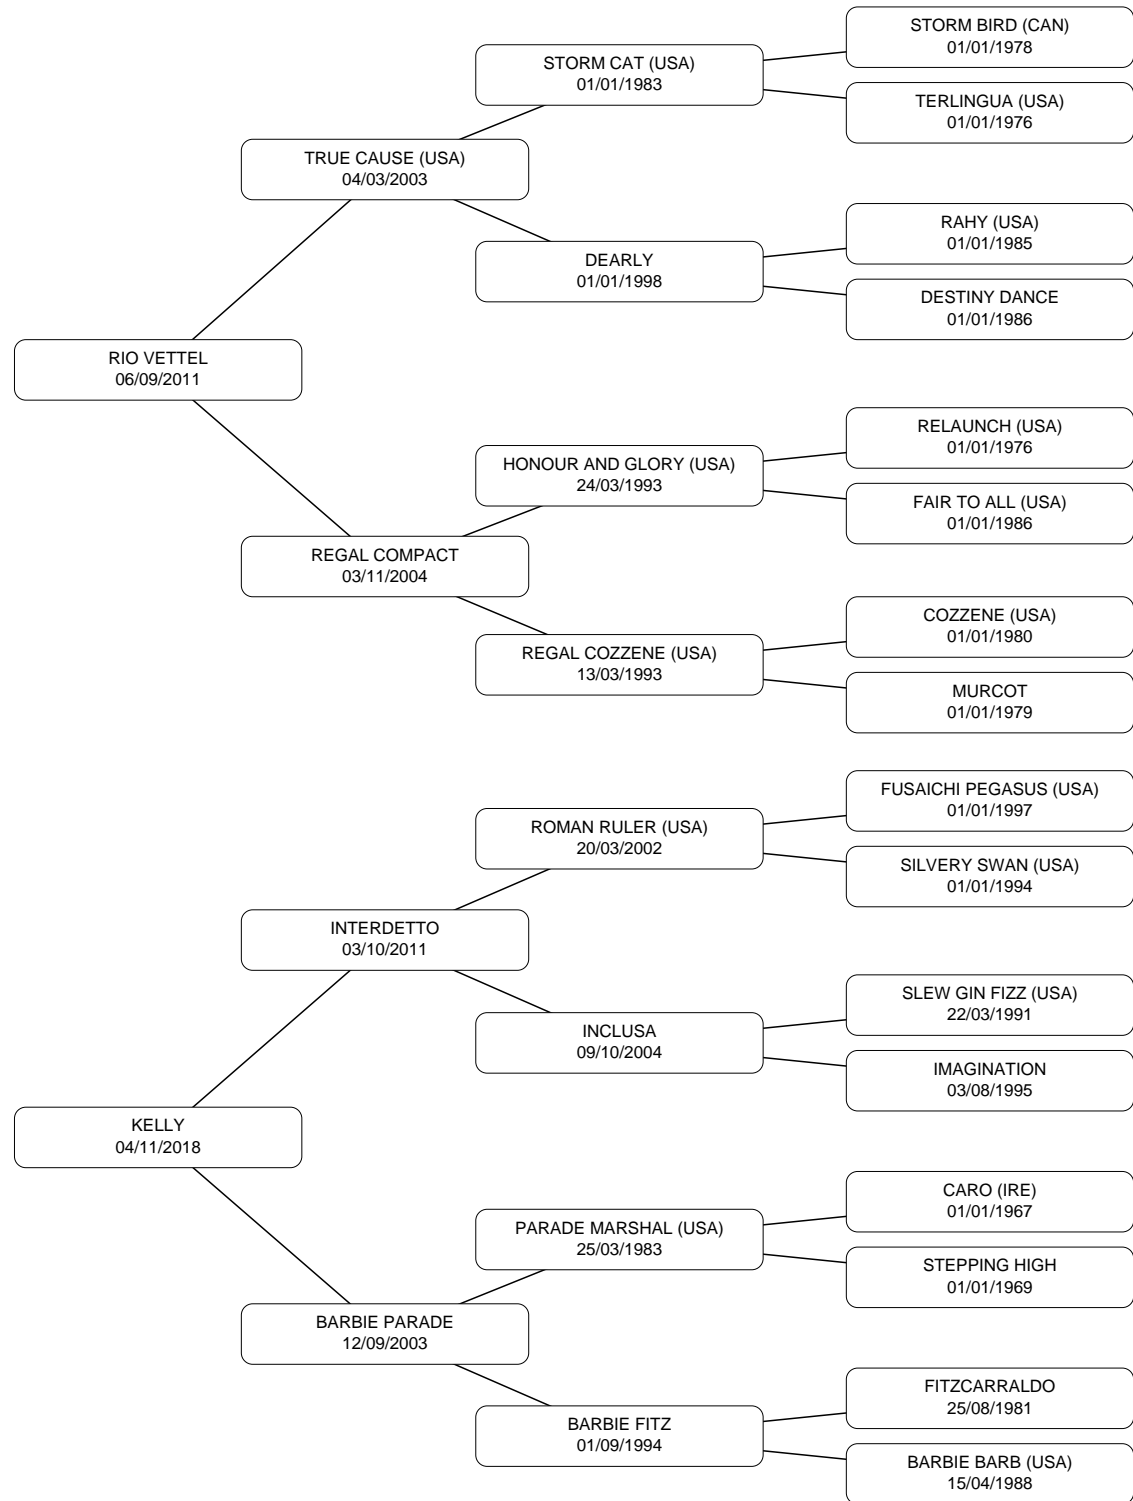 STORM BIRD (CAN)
01/01/1978
STORM CAT (USA)
01/01/1983
TERLINGUA (USA)
01/01/1976
TRUE CAUSE (USA)
04/03/2003
RAHY (USA)
01/01/1985
DEARLY
01/01/1998
DESTINY DANCE
01/01/1986
RIO VETTEL
06/09/2011
RELAUNCH (USA)
01/01/1976
HONOUR AND GLORY (USA)
24/03/1993
FAIR TO ALL (USA)
01/01/1986
REGAL COMPACT
03/11/2004
COZZENE (USA)
01/01/1980
REGAL COZZENE (USA)
13/03/1993
MURCOT
01/01/1979
FUSAICHI PEGASUS (USA)
01/01/1997
ROMAN RULER (USA)
20/03/2002
SILVERY SWAN (USA)
01/01/1994
INTERDETTO
03/10/2011
SLEW GIN FIZZ (USA)
22/03/1991
INCLUSA
09/10/2004
IMAGINATION
03/08/1995
KELLY
04/11/2018
CARO (IRE)
01/01/1967
PARADE MARSHAL (USA)
25/03/1983
STEPPING HIGH
01/01/1969
BARBIE PARADE
12/09/2003
FITZCARRALDO
25/08/1981
BARBIE FITZ
01/09/1994
BARBIE BARB (USA)
15/04/1988